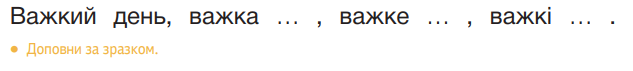 Важкий день, важка … , важке … , важкі … .
● Доповни за зразком.